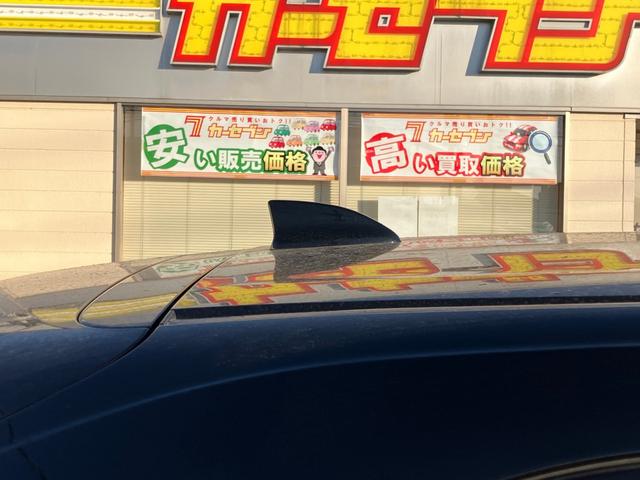 カーセブン
クルマ売り買いおトク!!
7 カーセブン
安い販売価格
クルマ売り買いおトク!!
7 カーセブン
高い買取価格